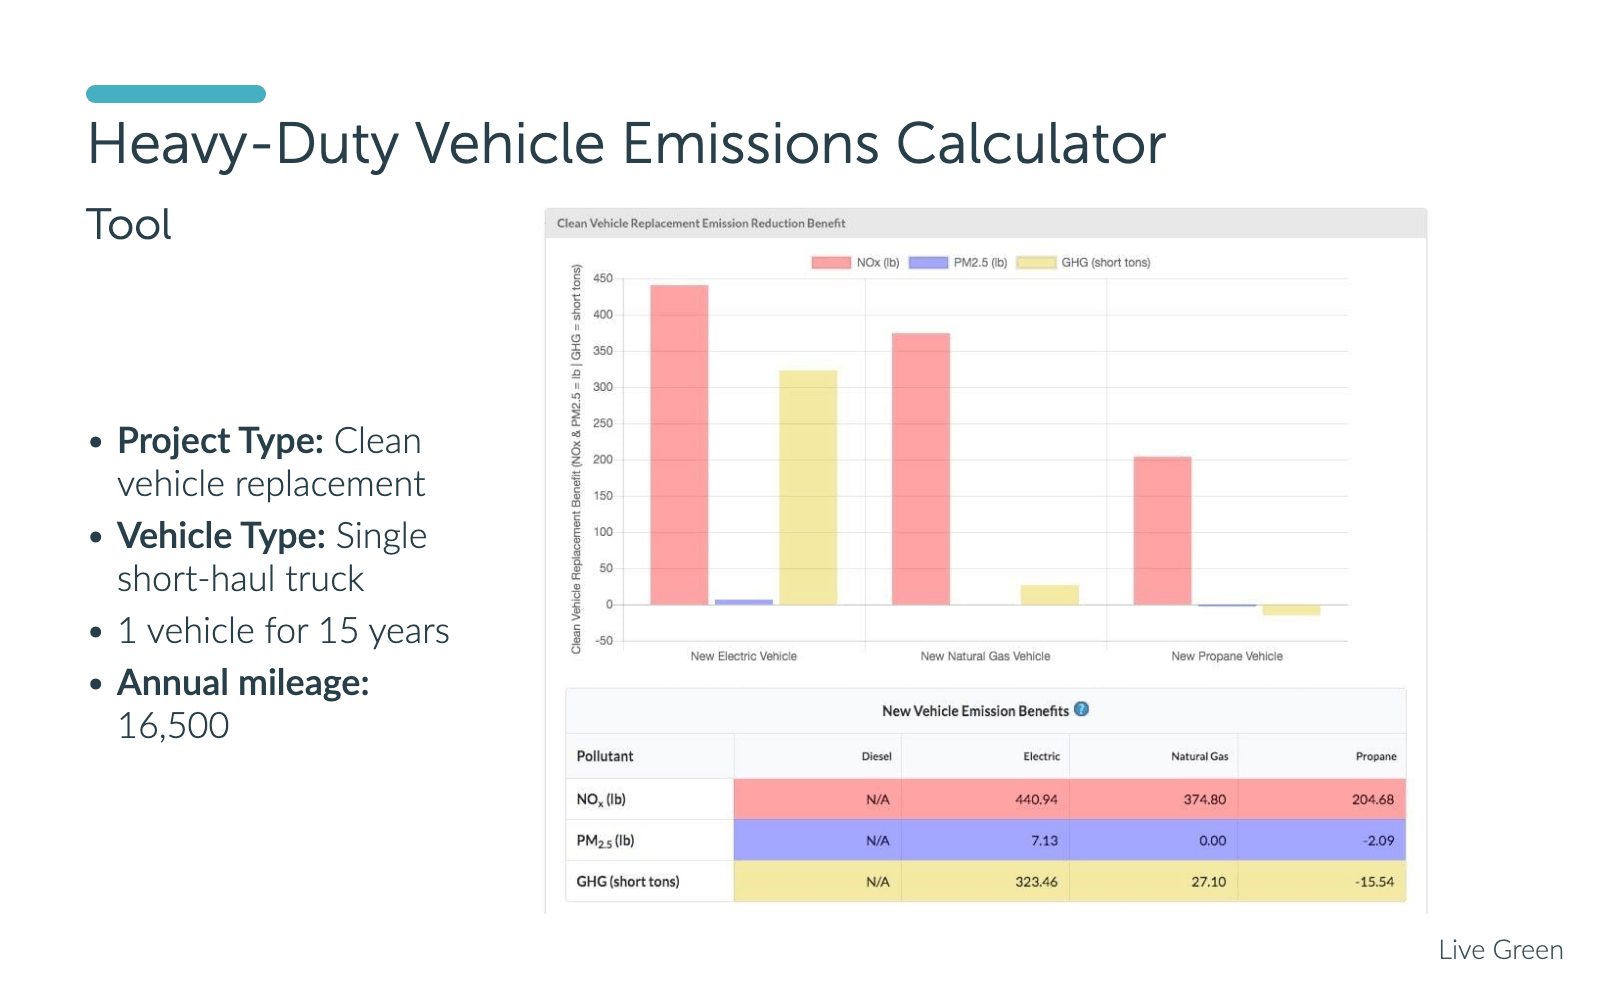 Heavy-Duty Vehicle Emissions Calculator
Tool
• Project Type: Clean
vehicle replacement
• Vehicle Type: Single
short-haul truck
• 1 vehicle for 15 years
• Annual mileage:
16,500
Clean Vehicle Replacement Emission Reduction Benefit
NOx (lb) PM2.5 (lb) GHG (short tons)
Clean Vehicle Replacement Benefit (NOx & PM2.5 = lb | GHG = short tons)
450
400
350
300
250
200
150
100
50
0
-50
New Electric Vehicle New Natural Gas Vehicle New Propane Vehicle
New Vehicle Emission Benefits ?
Pollutant Diesel Electric Natural Gas Propane
NOx (lb) N/A 440.94 374.80 204.68
PM2.5 (lb) N/A 7.13 0.00 -2.09
GHG (short tons) N/A 323.46 27.10 -15.54
Live Green